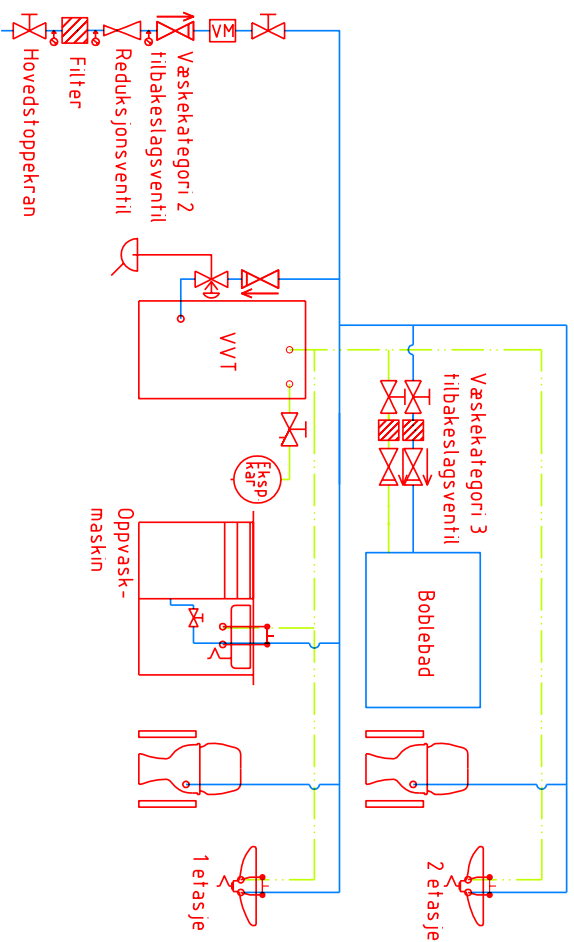 Hovedstoppekran
Filter
Reduksjonsventil
Væskekategori 2
tilbakeslagsventil
VM
VVT
Eksp.
kar
Oppvask-
maskin
Væskekategori 3
tilbakeslagsventil
Boblebad
1 etasje
2 etasje